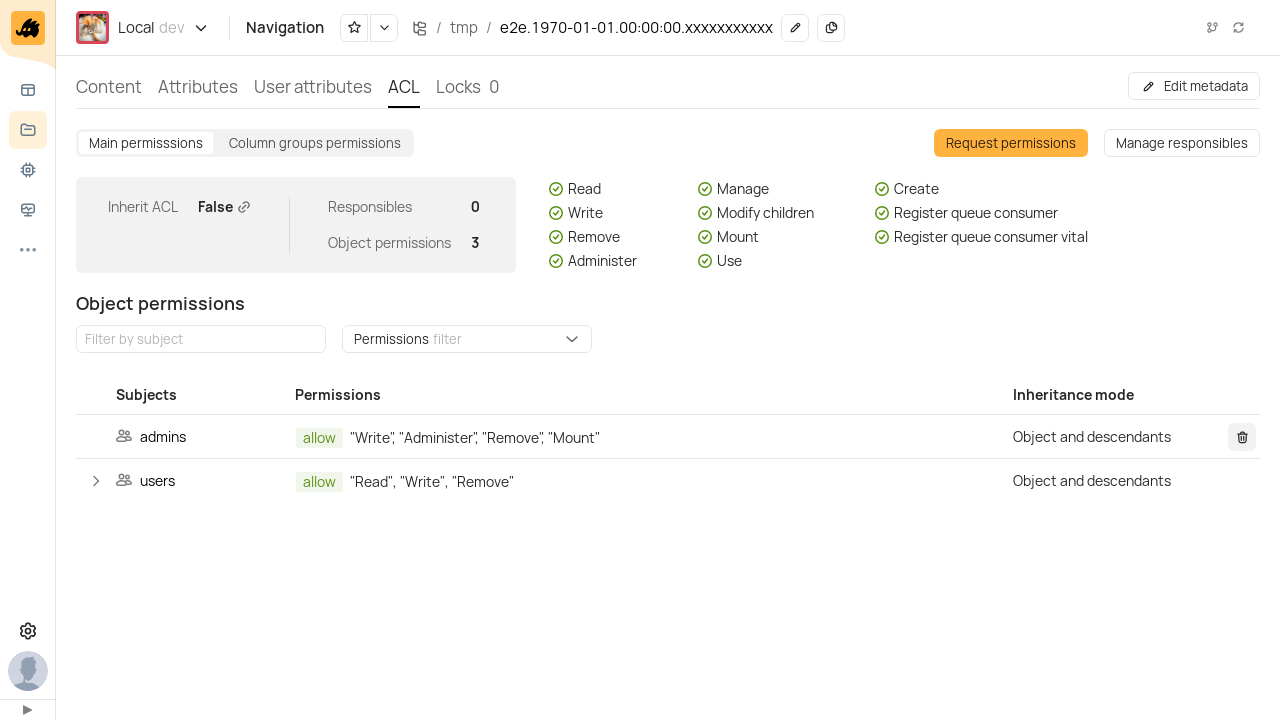 Local dev Navigation / tmp / e2e.1970-01-01.00:00:00.xxxxxxxxxxx
Content Attributes User attributes ACL Locks 0 Edit metadata
Main permisssions Column groups permissions Request permissions Manage responsibles
Inherit ACL False
Responsibles 0
Object permissions 3
Read Manage Create
Write Modify children Register queue consumer
Remove Mount Register queue consumer vital
Administer Use
Object permissions
Filter by subject Permissions filter
Subjects Permissions Inheritance mode
admins allow "Write", "Administer", "Remove", "Mount" Object and descendants
users allow "Read", "Write", "Remove" Object and descendants